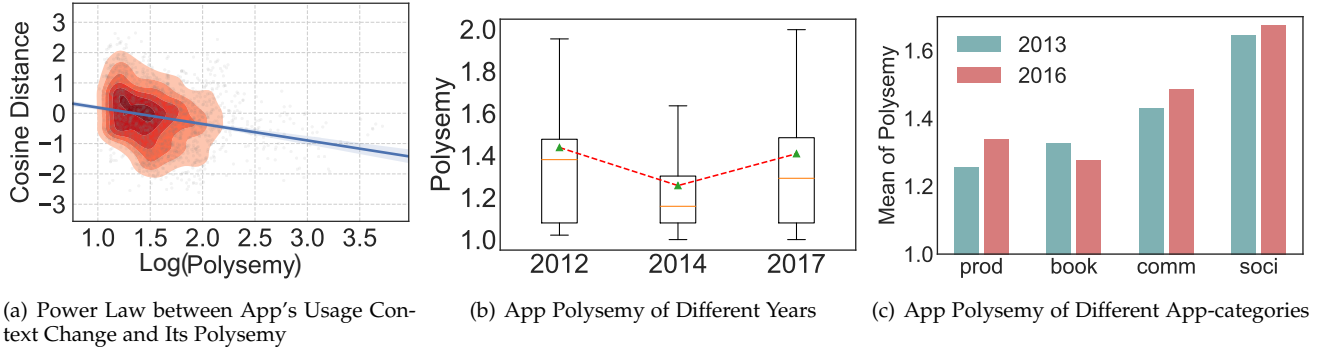 3
2
1
0
−1
−2
−3
Cosine Distance
1.0 1.5 2.0 2.5 3.0 3.5
Log(Polysemy)
(a) Power Law between App's Usage Con-
text Change and Its Polysemy
2.0
1.8
1.6
1.4
1.2
1.0
Polysemy
2012 2014 2017
(b) App Polysemy of Different Years
1.6
1.4
1.2
1.0
Mean of Polysemy
2013
2016
prod book comm soci
(c) App Polysemy of Different App-categories